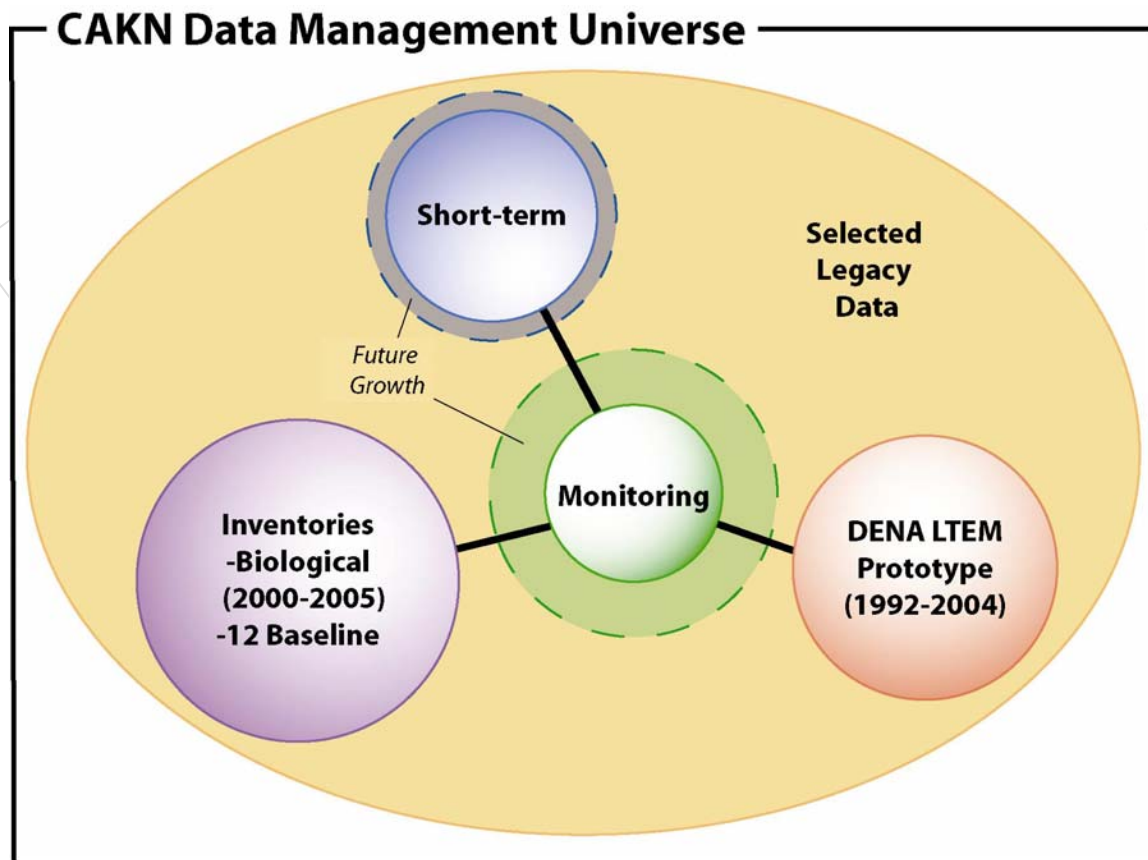 CAKN Data Management Universe
Short-term
Selected
Legacy
Data
Future
Growth
Monitoring
Inventories
-Biological
(2000-2005)
-12 Baseline
DENA LTEM
Prototype
(1992-2004)